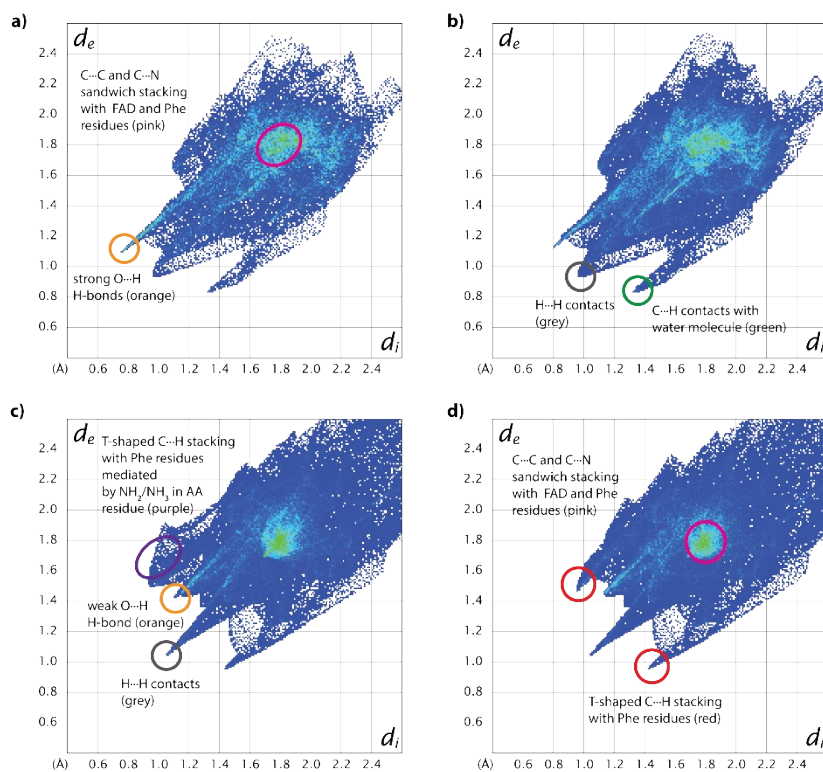 a)
d_e
2.4
2.2
2.0
1.8
1.6
1.4
1.2
1.0
0.8
0.6
C···C and C···N
sandwich stacking
with FAD and Phe
residues (pink)
strong O···H
H-bonds (orange)
d_i
(Å) 0.6 0.8 1.0 1.2 1.4 1.6 1.8 2.0 2.2 2.4
b)
d_e
2.4
2.2
2.0
1.8
1.6
1.4
1.2
1.0
0.8
0.6
H···H contacts
(grey)
C···H contacts with
water molecule (green)
d_i
(Å) 0.6 0.8 1.0 1.2 1.4 1.6 1.8 2.0 2.2 2.4
c)
d_e
2.4
2.2
2.0
1.8
1.6
1.4
1.2
1.0
0.8
0.6
T-shaped C···H stacking
with Phe residues
mediated
by NH₂/NH₃ in AA
residue (purple)
weak O···H
H-bond (orange)
H···H contacts
(grey)
d_i
(Å) 0.6 0.8 1.0 1.2 1.4 1.6 1.8 2.0 2.2 2.4
d)
d_e
2.4
2.2
2.0
1.8
1.6
1.4
1.2
1.0
0.8
0.6
C···C and C···N
sandwich stacking
with FAD and Phe
residues (pink)
T-shaped C···H stacking
with Phe residues (red)
d_i
(Å) 0.6 0.8 1.0 1.2 1.4 1.6 1.8 2.0 2.2 2.4